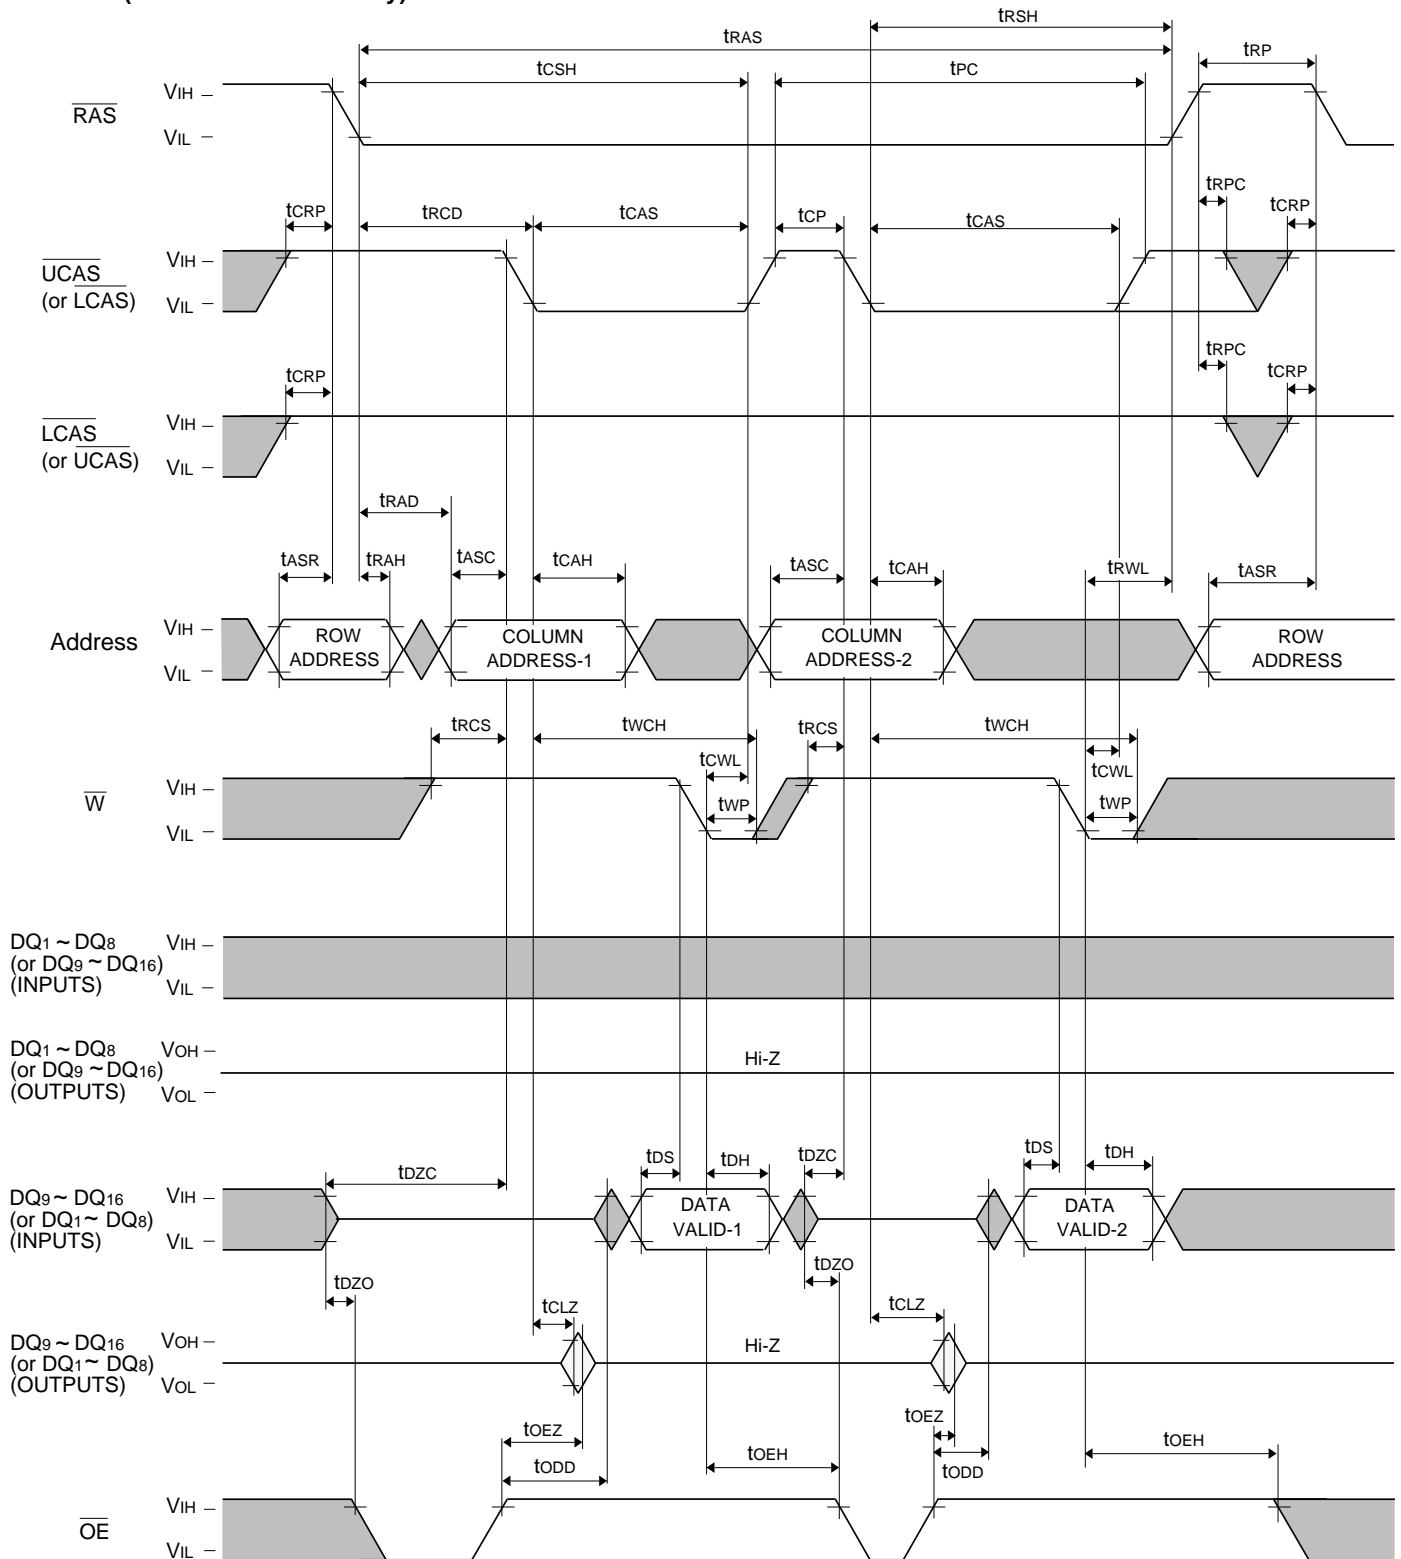 tRSH
tRAS
tRP
tCSH
tPC
RAS
VIH
VIL
tRPC
tCRP
tRCD
tCAS
tCP
tCAS
tCRP
UCAS
(or LCAS)
VIH
VIL
tRPC
tCRP
tCRP
LCAS
(or UCAS)
VIH
VIL
tRAD
tASR
tRAH
tASC
tCAH
tASC
tCAH
tRWL
tASR
Address
VIH
VIL
ROW
ADDRESS
COLUMN
ADDRESS-1
COLUMN
ADDRESS-2
ROW
ADDRESS
tRCS
tWCH
tRCS
tWCH
tCWL
tCWL
tWP
tWP
W
VIH
VIL
DQ1 ~ DQ8
(or DQ9 ~ DQ16)
(INPUTS)
VIH
VIL
DQ1 ~ DQ8
(or DQ9 ~ DQ16)
(OUTPUTS)
VOH
VOL
Hi-Z
tDZC
tDS
tDH
tDZC
tDS
tDH
DQ9 ~ DQ16
(or DQ1 ~ DQ8)
(INPUTS)
VIH
VIL
DATA
VALID-1
DATA
VALID-2
tDZO
tDZO
tCLZ
tCLZ
DQ9 ~ DQ16
(or DQ1 ~ DQ8)
(OUTPUTS)
VOH
VOL
Hi-Z
tOEZ
tOEZ
tODD
tOEH
tODD
tOEH
OE
VIH
VIL